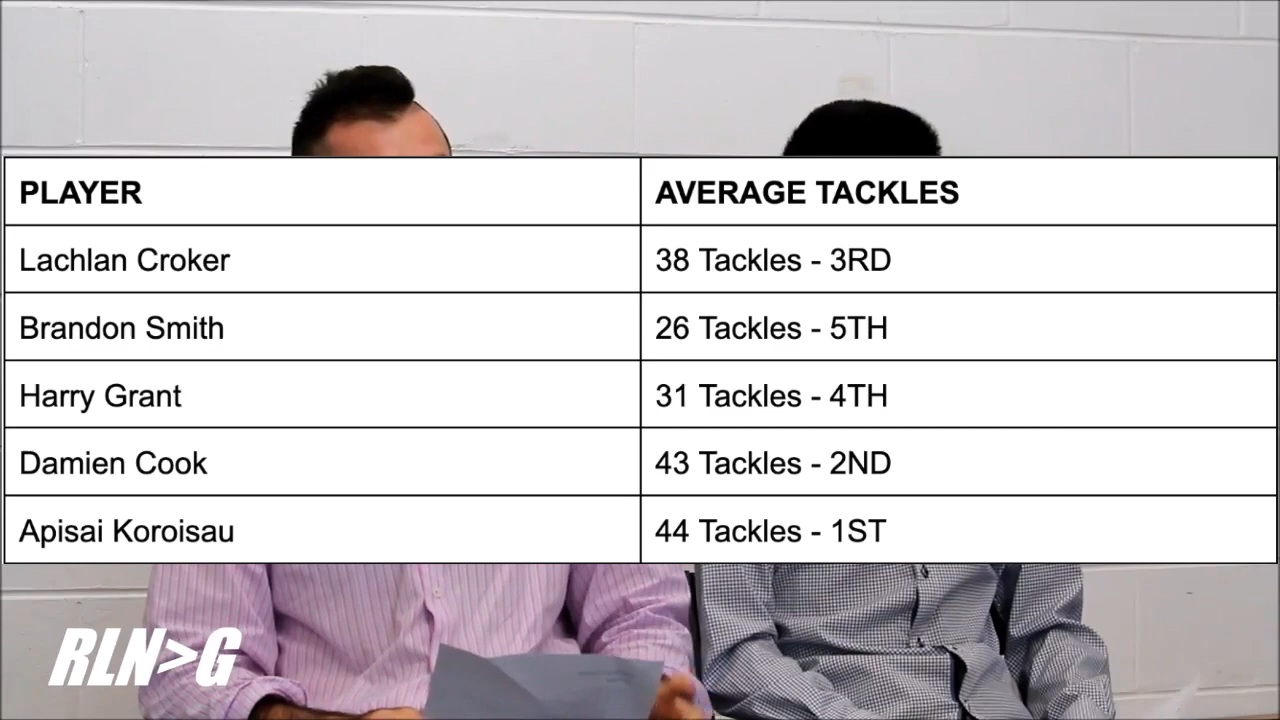 PLAYER AVERAGE TACKLES
Lachlan Croker 38 Tackles - 3RD
Brandon Smith 26 Tackles - 5TH
Harry Grant 31 Tackles - 4TH
Damien Cook 43 Tackles - 2ND
Apisai Koroisau 44 Tackles - 1ST
RLN>G